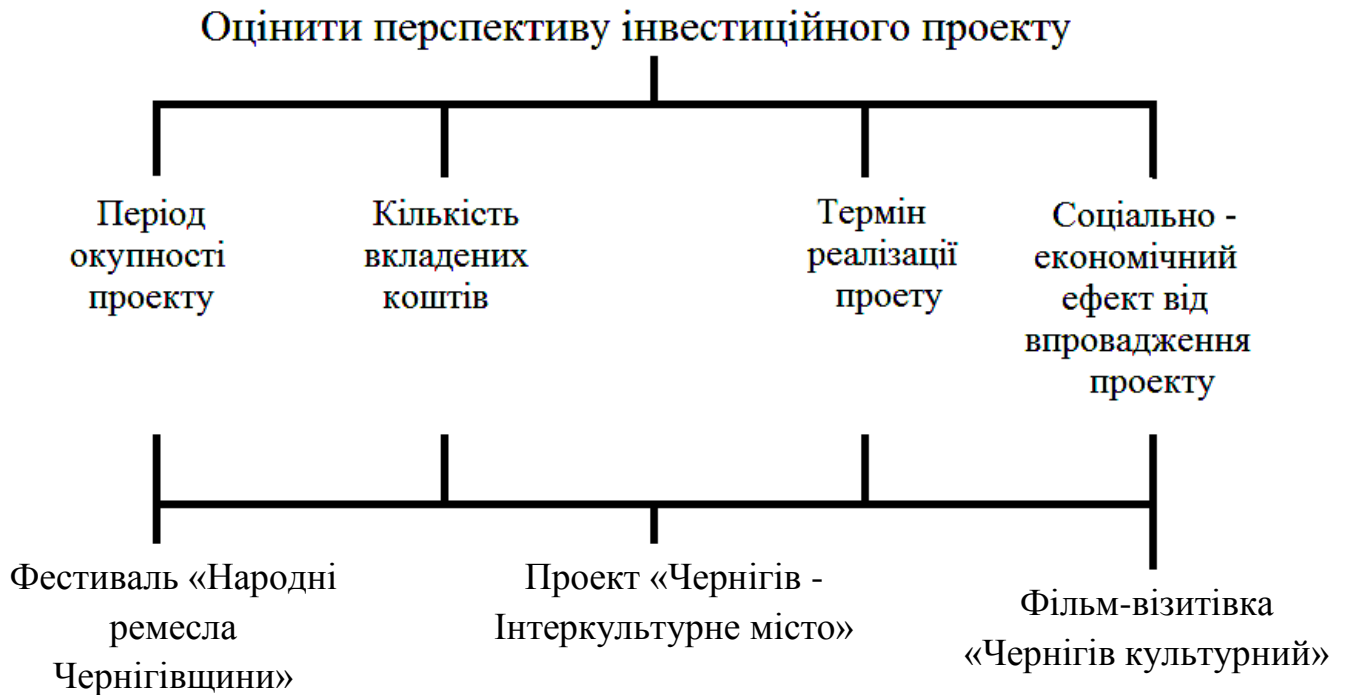 Оцінити перспективу інвестиційного проекту
Період
окупності
проекту
Кількість
вкладених
коштів
Термін
реалізації
проету
Соціально -
економічний
ефект від
впровадження
проекту
Фестиваль «Народні
ремесла
Чернігівщини»
Проект «Чернігів -
Інтеркультурне місто»
Фільм-візитівка
«Чернігів культурний»